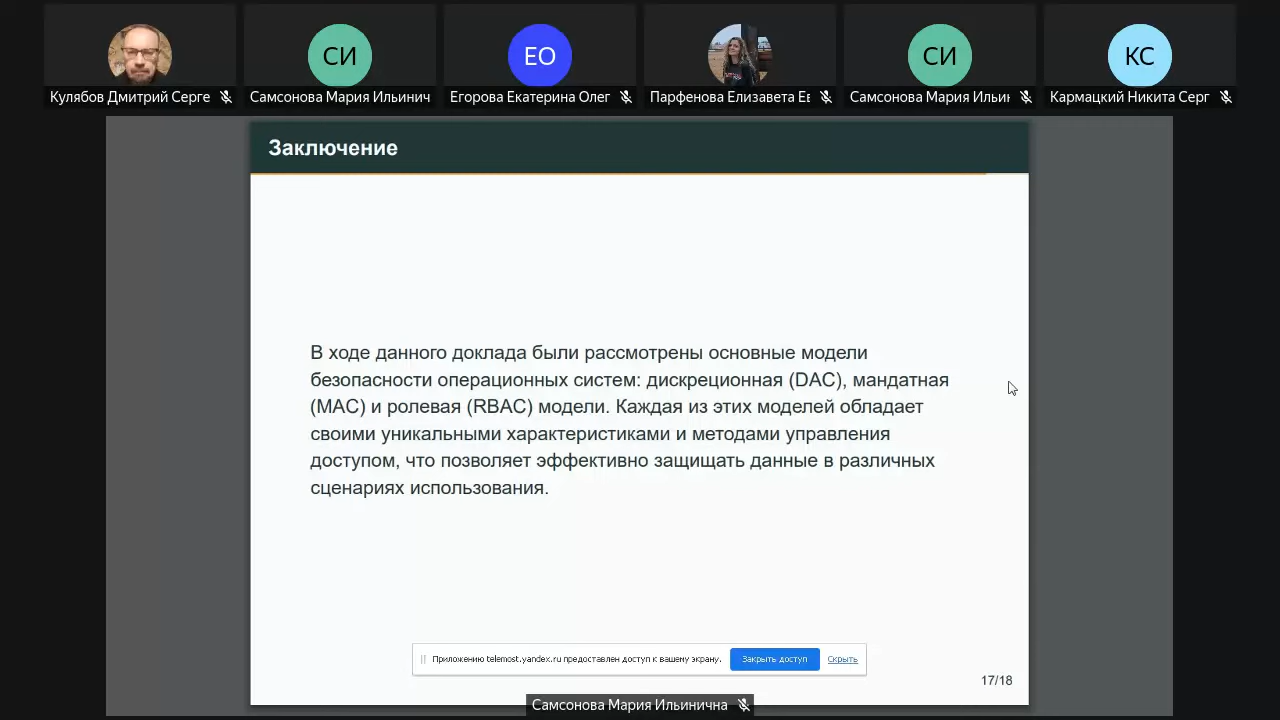 Кулябов Дмитрий Серге
СИ
Самсонова Мария Ильинич
ЕО
Егорова Екатерина Олег
Парфенова Елизавета Ев
СИ
Самсонова Мария Ильин
КС
Кармацкий Никита Серг
Заключение
В ходе данного доклада были рассмотрены основные модели
безопасности операционных систем: дискреционная (DAC), мандатная
(MAC) и ролевая (RBAC) модели. Каждая из этих моделей обладает
своими уникальными характеристиками и методами управления
доступом, что позволяет эффективно защищать данные в различных
сценариях использования.
Приложению telemost.yandex.ru предоставлен доступ к вашему экрану.
Закрыть доступ
Скрыть
17/18
Самсонова Мария Ильинична